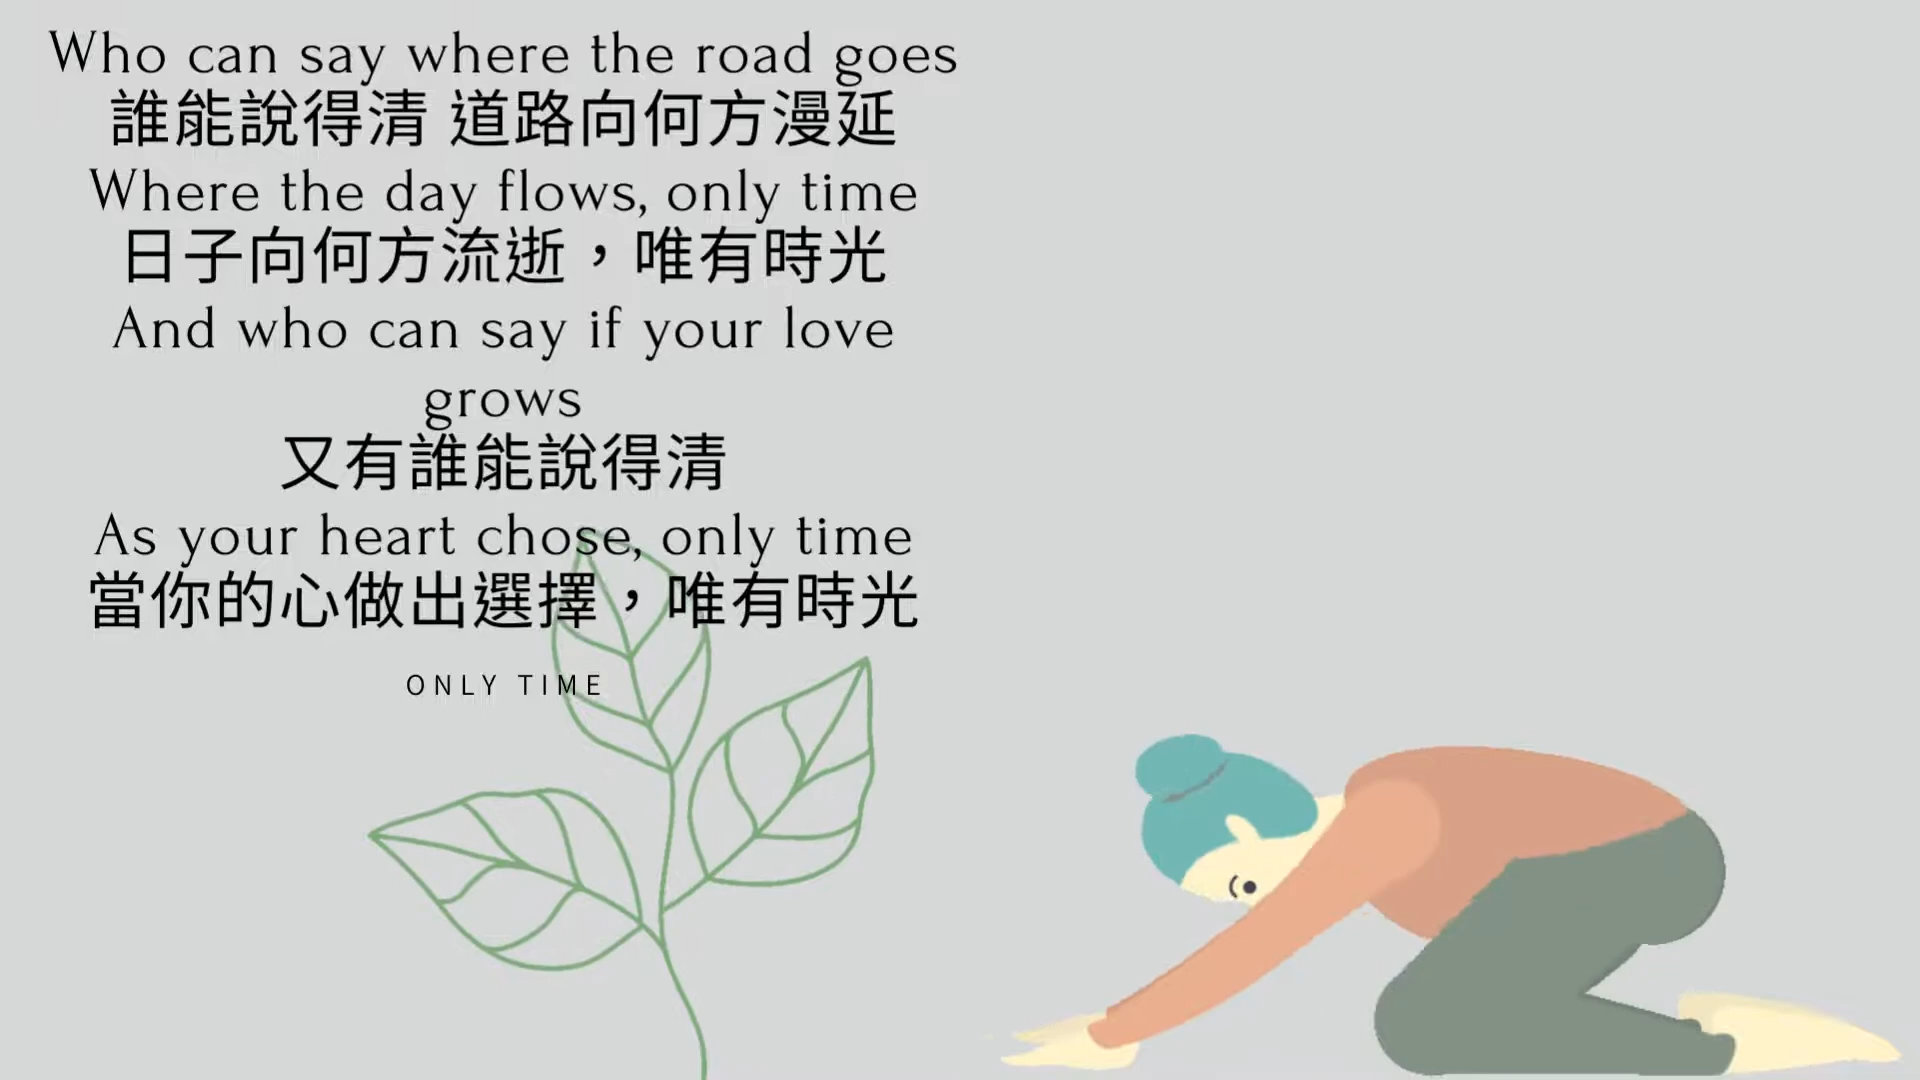 Who can say where the road goes
誰能說得清 道路向何方漫延
Where the day flows, only time
日子向何方流逝，唯有時光
And who can say if your love
grows
又有誰能說得清
As your heart chose, only time
當你的心做出選擇，唯有時光
ONLY TIME